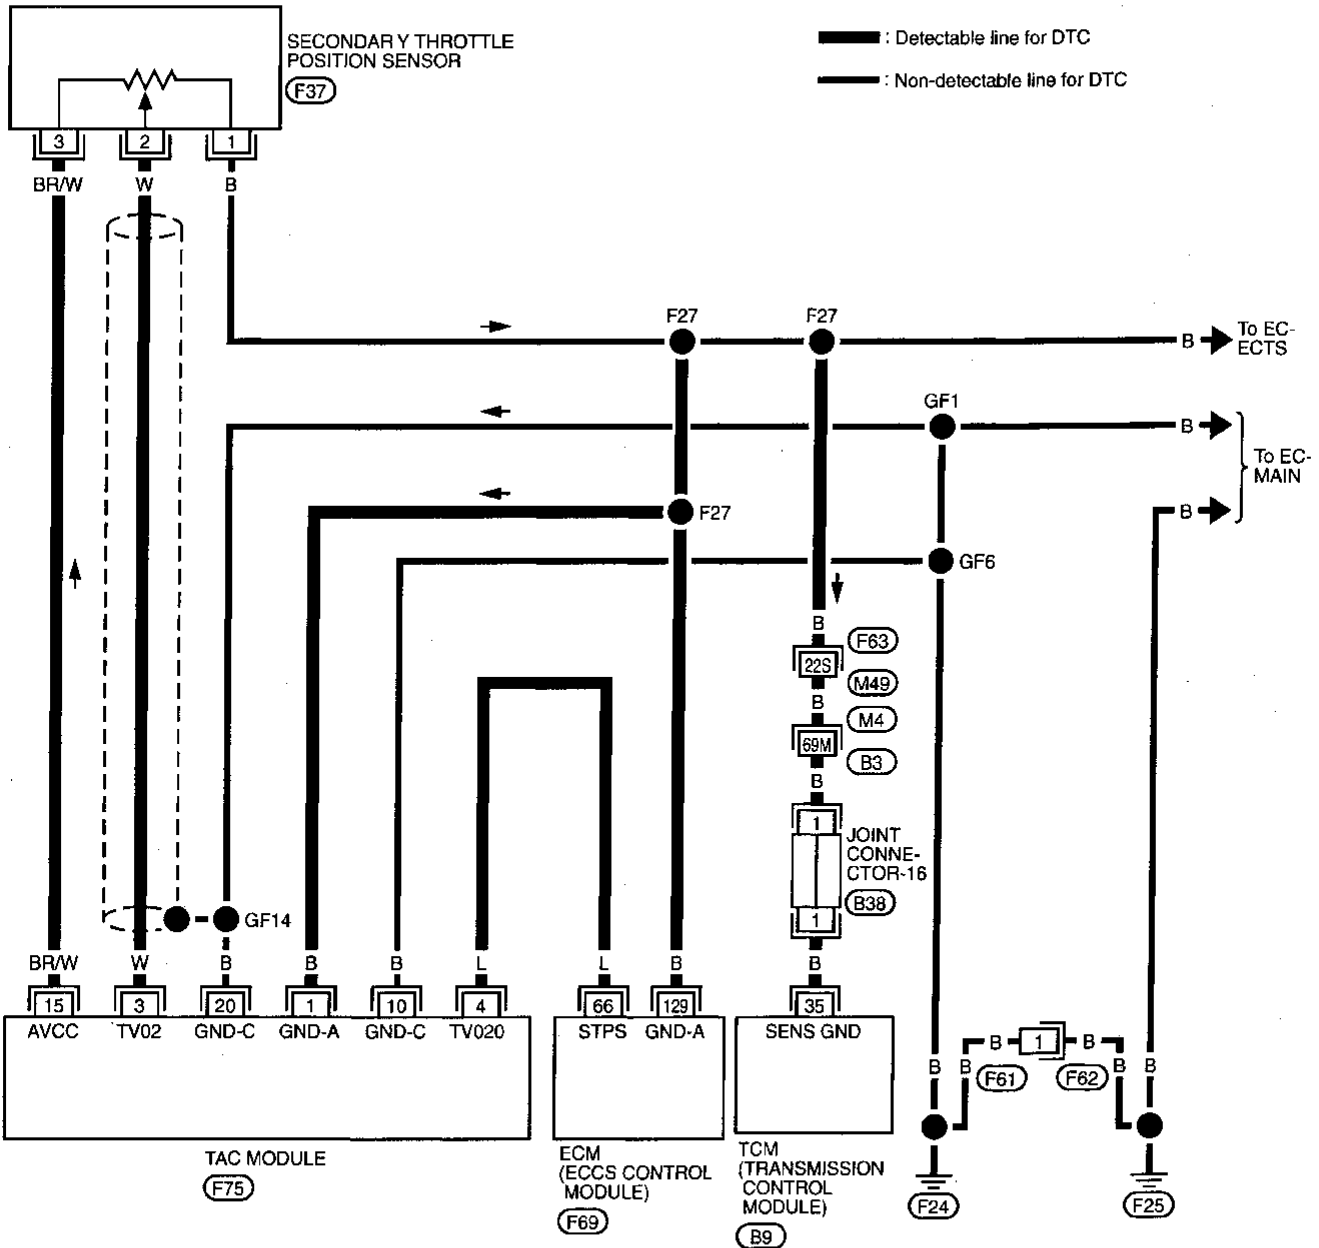 SECONDARY THROTTLE
POSITION SENSOR
F37
: Detectable line for DTC
: Non-detectable line for DTC
3 2 1
BR/W W B
F27 F27
B To EC-
ECTS
GF1
B
To EC-
MAIN
B
F27
GF6
B F63
22S
M49
B
M4
69M
B3
B
1
JOINT
CONNE-
CTOR-16
B38
1
GF14
BR/W W B B B L L B B
15 3 20 1 10 4 66 129 35
AVCC TV02 GND-C GND-A GND-C TV020 STPS GND-A SENS GND
B 1 B
B B F61 F62 B B
TAC MODULE
F75
ECM
(ECCS CONTROL
MODULE)
F69
TCM
(TRANSMISSION
CONTROL
MODULE)
B9
F24 F25